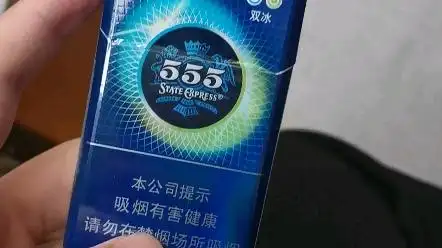 双冰
555
STATE EXPRESS®
本公司提示
吸烟有害健康
请勿在禁烟场所吸烟